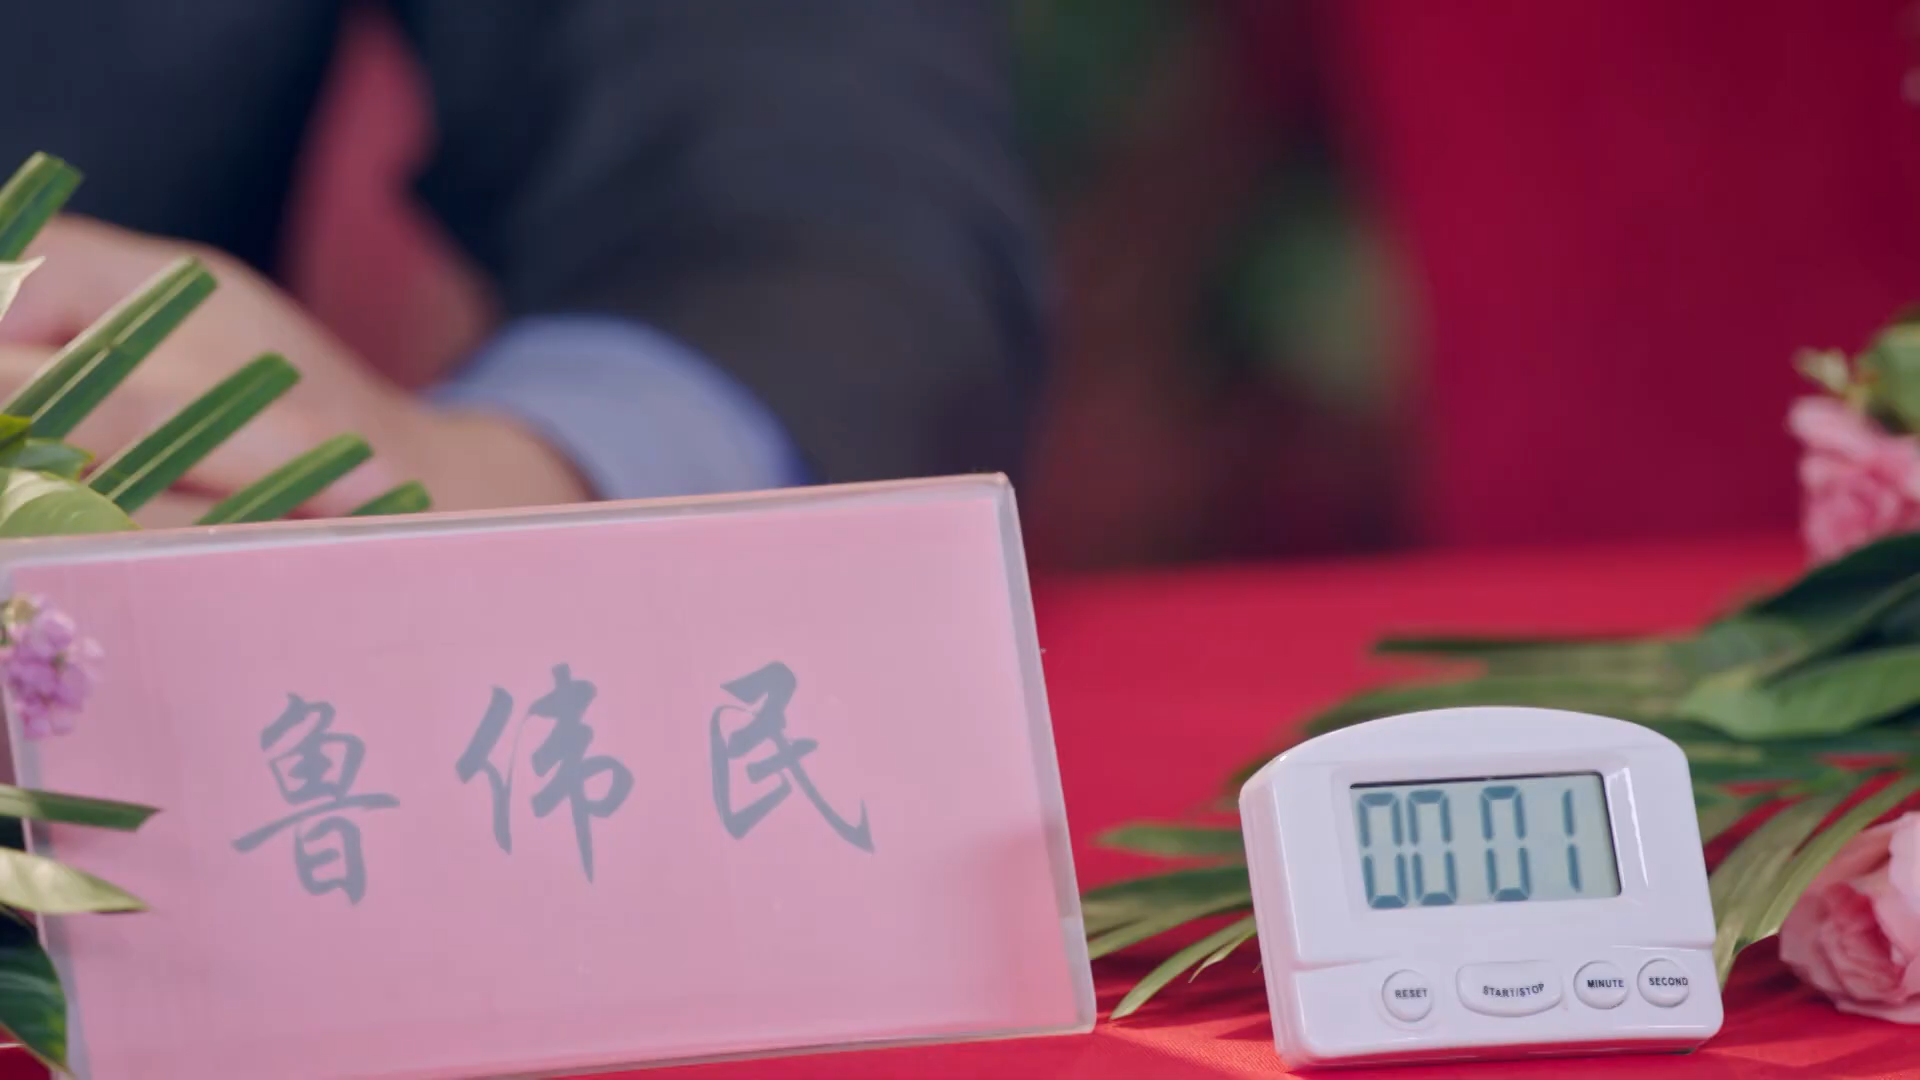 鲁伟民
00 01
RESET START/STOP MINUTE SECOND